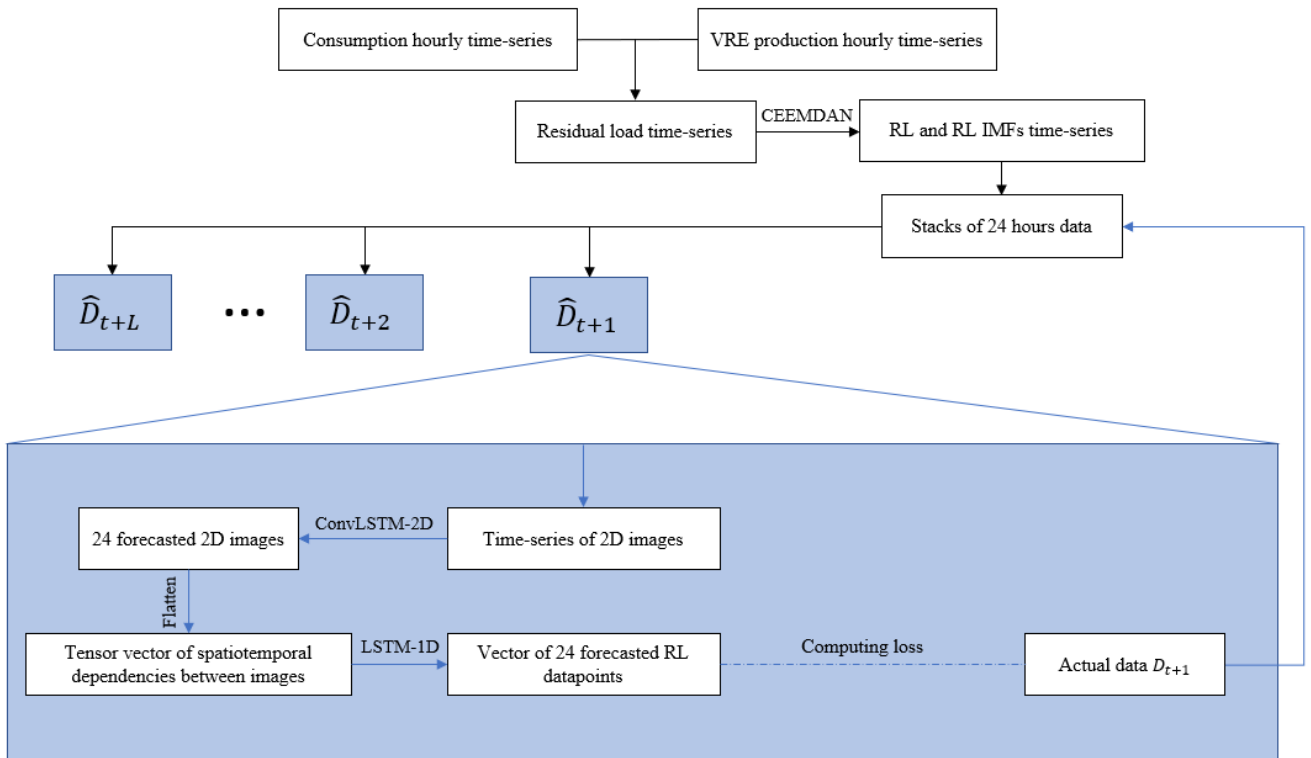 Consumption hourly time-series
VRE production hourly time-series
Residual load time-series
CEEMDAN
RL and RL IMFs time-series
Stacks of 24 hours data
D̂ₜ₊L
...
D̂ₜ₊₂
D̂ₜ₊₁
24 forecasted 2D images
ConvLSTM-2D
Time-series of 2D images
Flatten
Tensor vector of spatiotemporal
dependencies between images
LSTM-1D
Vector of 24 forecasted RL
datapoints
Computing loss
Actual data Dₜ₊₁